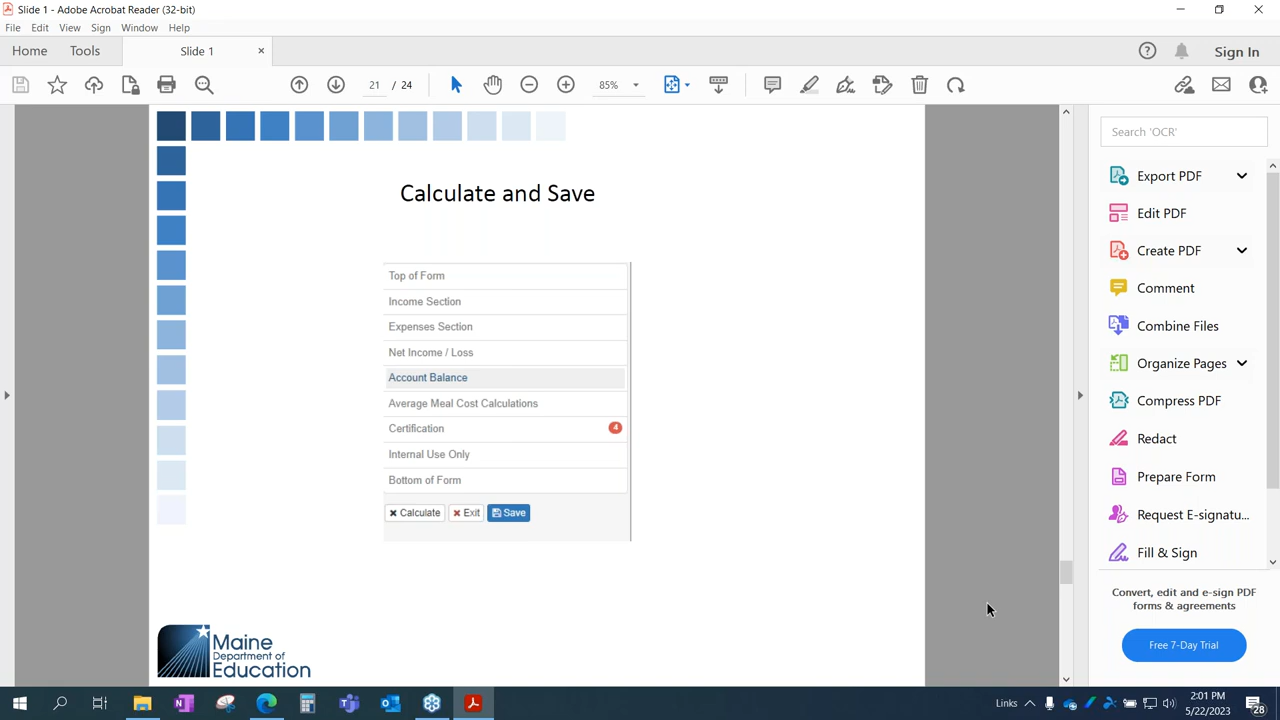 Slide 1 - Adobe Acrobat Reader (32-bit)
File Edit View Sign Window Help
Home Tools Slide 1 × Sign In
21 / 24 85%
Calculate and Save
Top of Form
Income Section
Expenses Section
Net Income / Loss
Account Balance
Average Meal Cost Calculations
Certification 4
Internal Use Only
Bottom of Form
Calculate Exit Save
Maine
Department of
Education
Search 'OCR'
Export PDF
Edit PDF
Create PDF
Comment
Combine Files
Organize Pages
Compress PDF
Redact
Prepare Form
Request E-signatu...
Fill & Sign
Convert, edit and e-sign PDF
forms & agreements
Free 7-Day Trial
Links 2:01 PM
5/22/2023 28